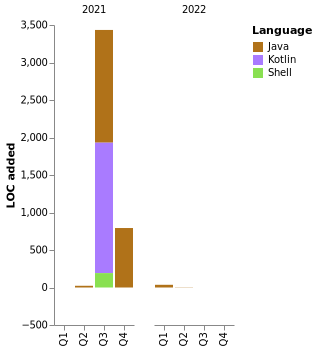 2021
2022
LOC added
3,500
3,000
2,500
2,000
1,500
1,000
500
0
−500
Q1
Q2
Q3
Q4
Q1
Q2
Q3
Q4
Language
Java
Kotlin
Shell